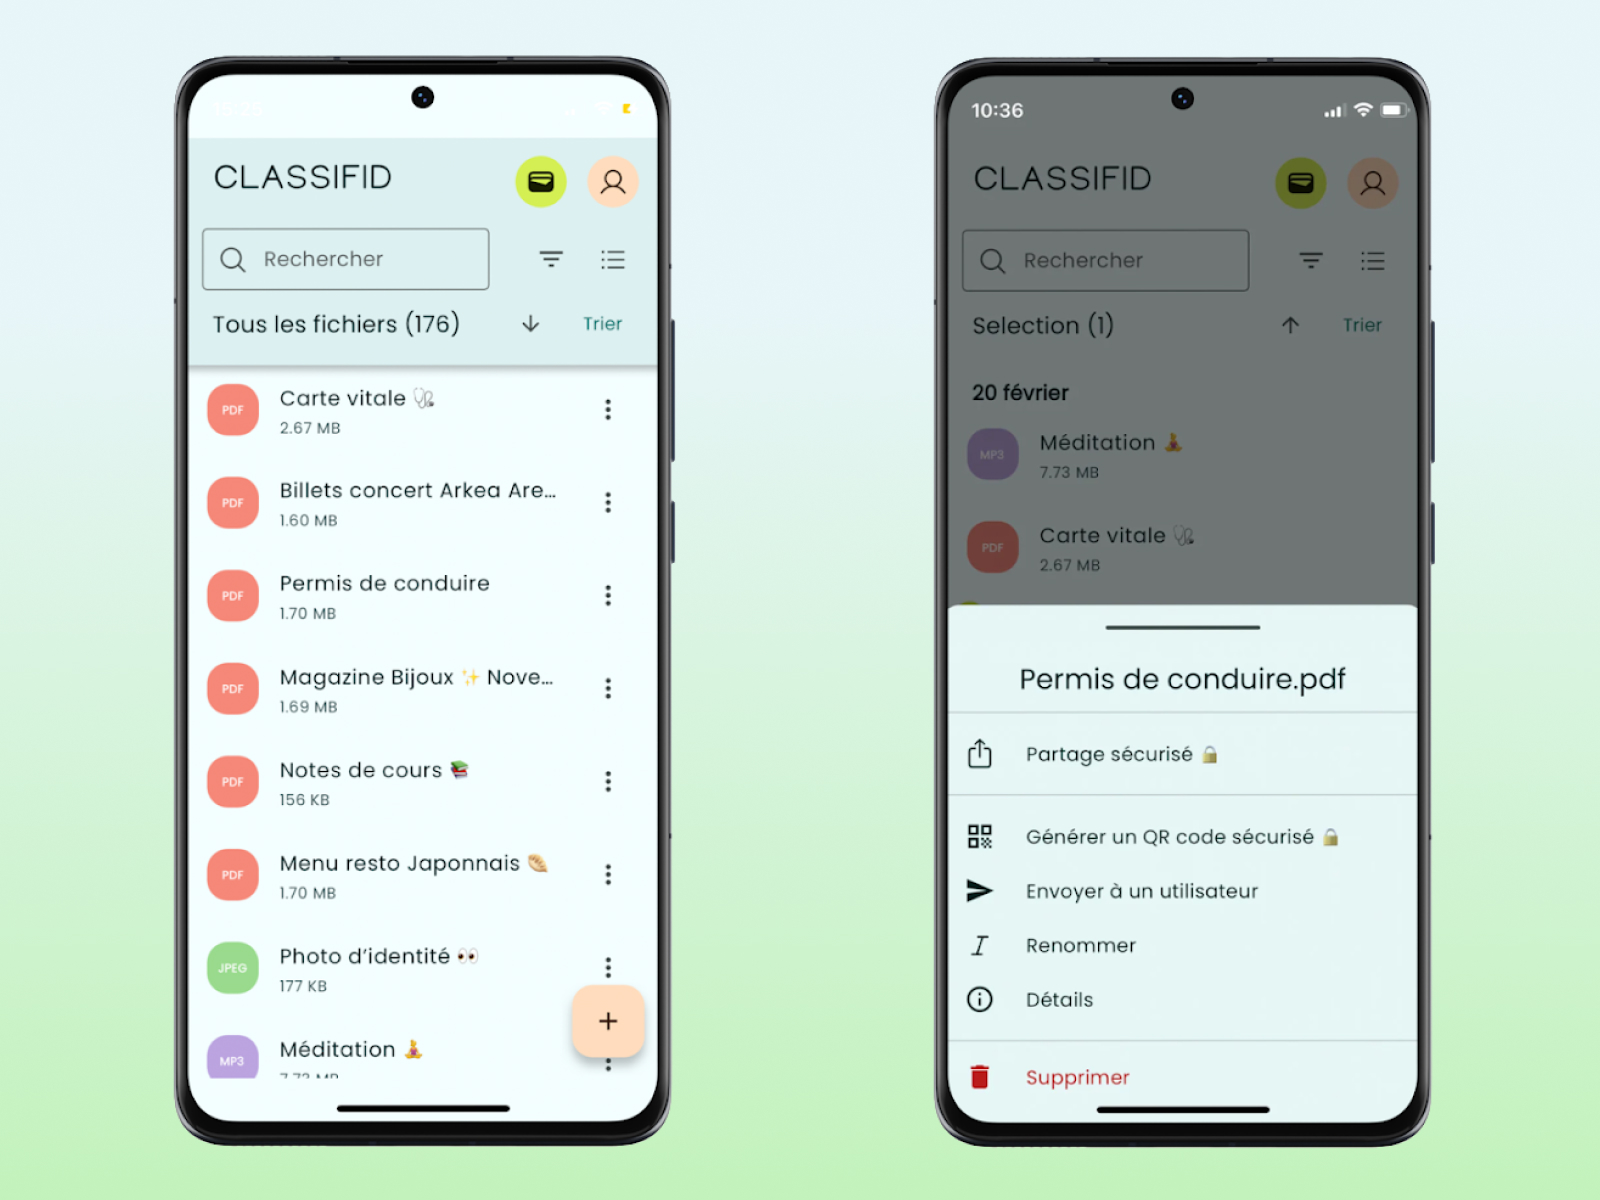 CLASSIFID
Rechercher
Tous les fichiers (176)
Trier
PDF
Carte vitale 🩺
2.67 MB
PDF
Billets concert Arkea Are...
1.60 MB
PDF
Permis de conduire
1.70 MB
PDF
Magazine Bijoux ✨ Nove...
1.69 MB
PDF
Notes de cours 📚
156 KB
PDF
Menu resto Japonnais 🍘
1.70 MB
JPEG
Photo d’identité 👀
177 KB
+
MP3
Méditation 🧘
7.73 MB
10:36
CLASSIFID
Rechercher
Selection (1)
Trier
20 février
MP3
Méditation 🧘
7.73 MB
PDF
Carte vitale 🩺
2.67 MB
Permis de conduire.pdf
Partage sécurisé 🔒
Générer un QR code sécurisé 🔒
Envoyer à un utilisateur
Renommer
Détails
Supprimer